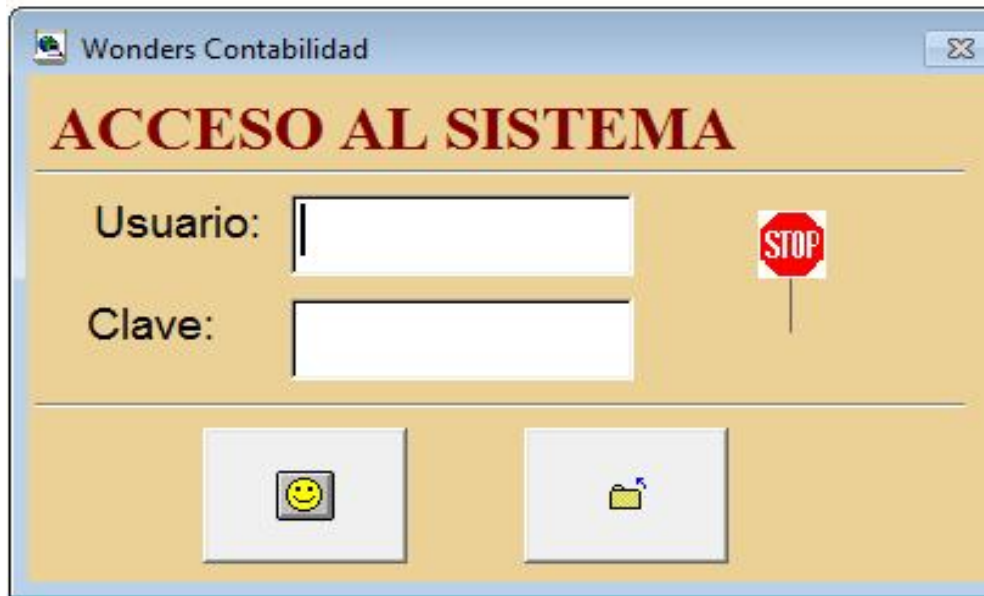 Wonders Contabilidad
ACCESO AL SISTEMA
Usuario:
STOP
Clave: